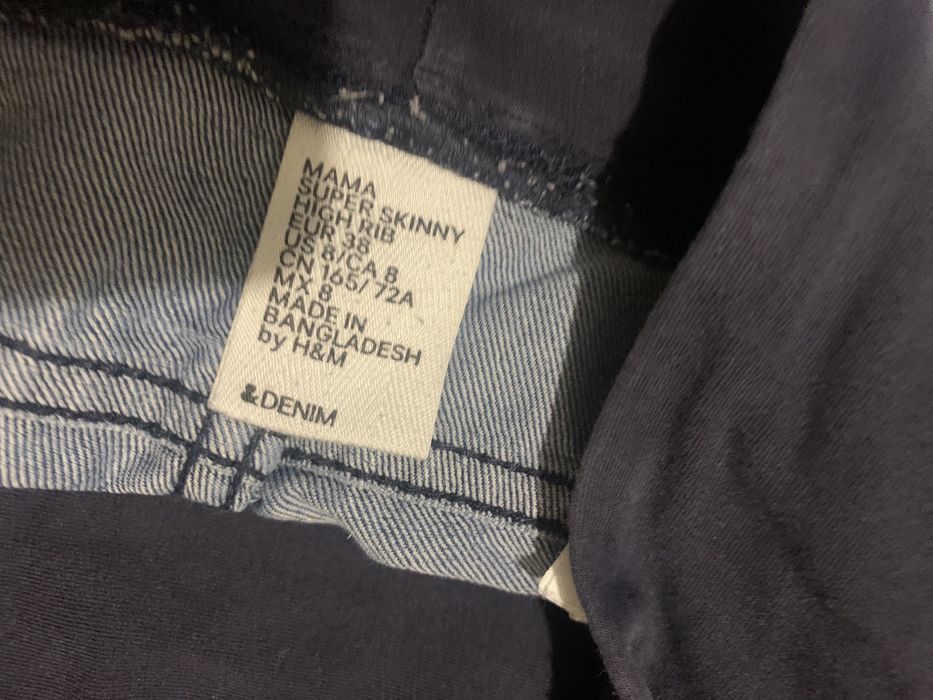 MAMA
SUPER SKINNY
HIGH RIB
EUR 38
US 8/CA 8
CN 165/72A
MX 8
MADE IN
BANGLADESH
by H&M
&DENIM